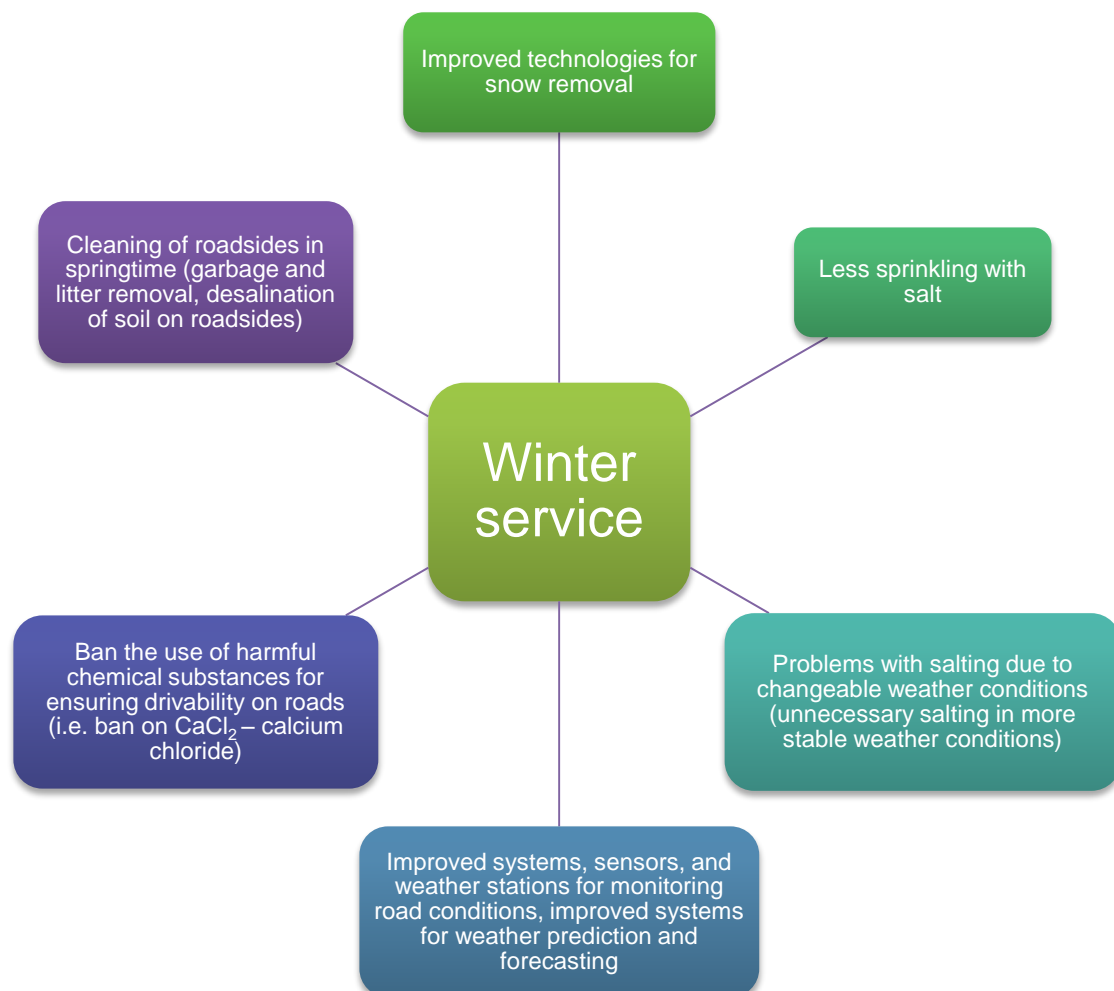 Improved technologies for
snow removal
Cleaning of roadsides in
springtime (garbage and
litter removal, desalination
of soil on roadsides)
Less sprinkling with
salt
Winter
service
Ban the use of harmful
chemical substances for
ensuring drivability on roads
(i.e. ban on CaCl₂ – calcium
chloride)
Problems with salting due to
changeable weather conditions
(unnecessary salting in more
stable weather conditions)
Improved systems, sensors, and
weather stations for monitoring
road conditions, improved systems
for weather prediction and
forecasting